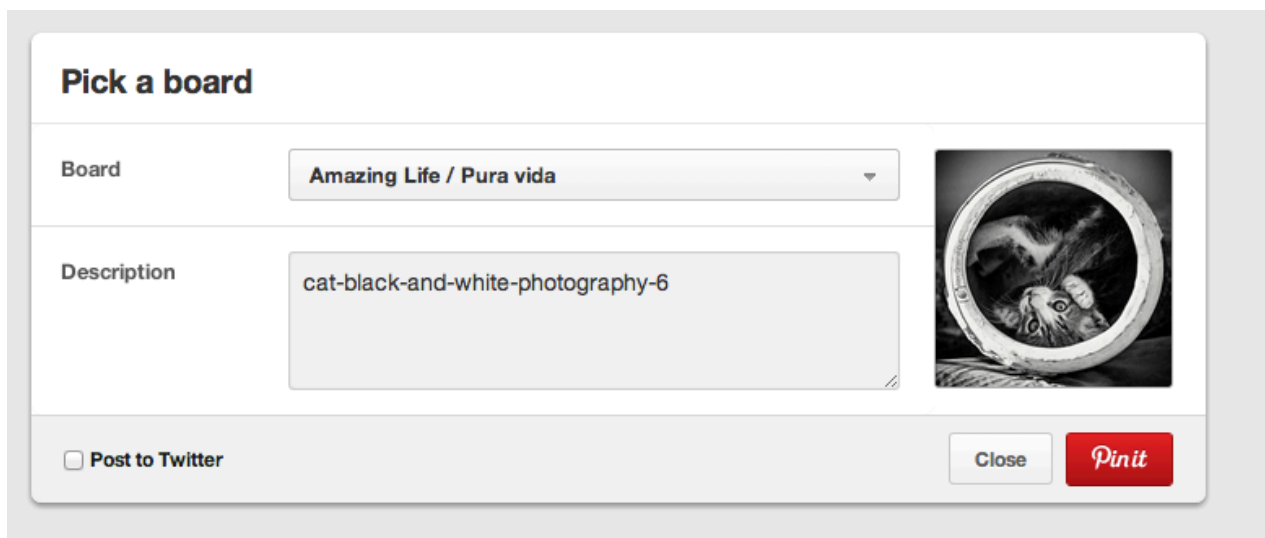 Pick a board
Board
Amazing Life / Pura vida
Description
cat-black-and-white-photography-6
Post to Twitter
Close
Pinit